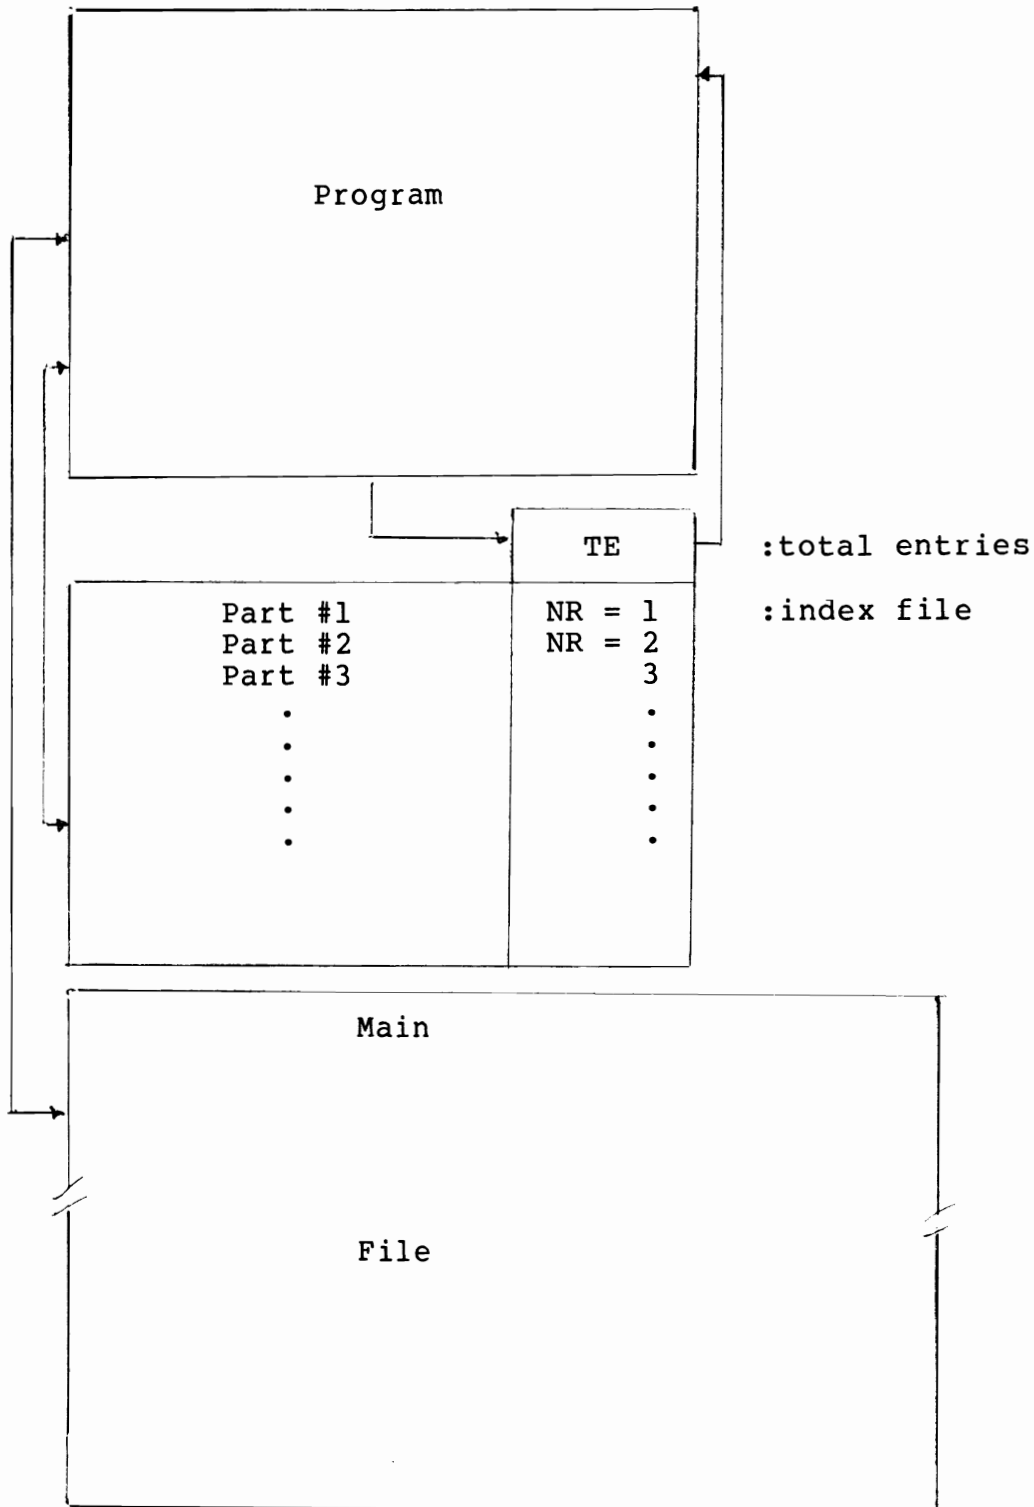 Program
TE :total entries
Part #1 NR = 1 :index file
Part #2 NR = 2
Part #3 3
Main
File